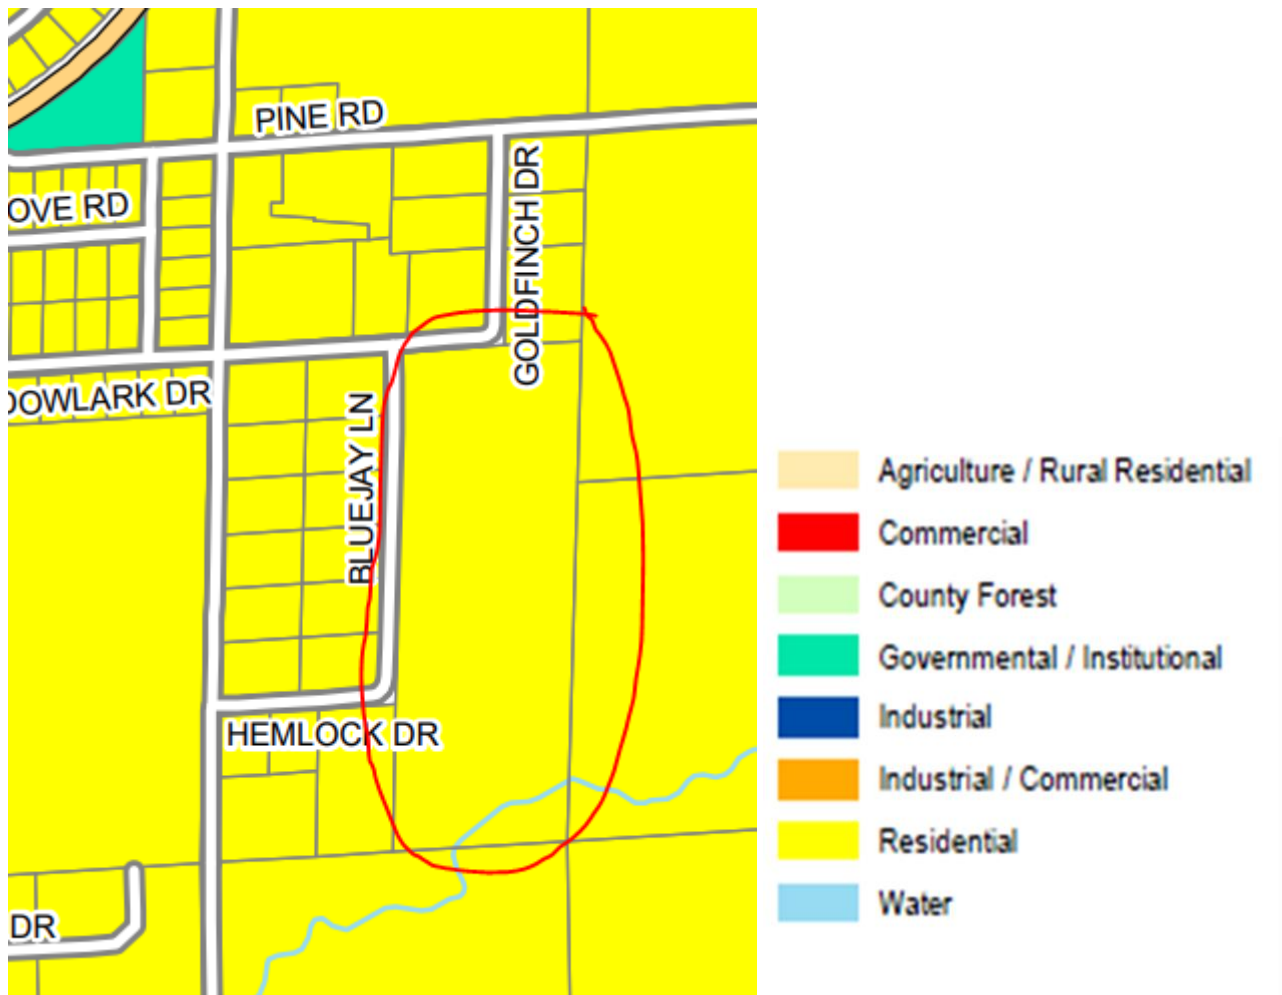 PINE RD
GOLDFINCH DR
OVE RD
DOWLARK DR
BLUEJAY LN
HEMLOCK DR
DR
Agriculture / Rural Residential
Commercial
County Forest
Governmental / Institutional
Industrial
Industrial / Commercial
Residential
Water